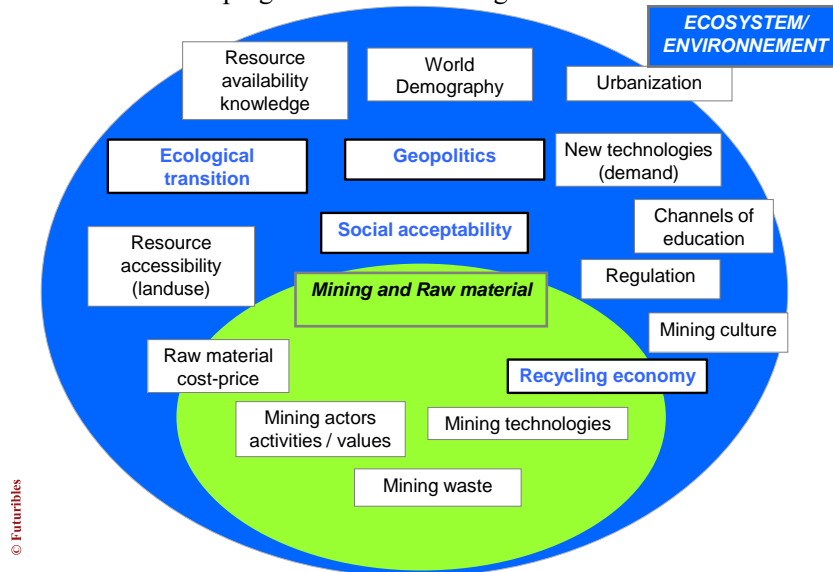 ECOSYSTEM/
ENVIRONNEMENT
Resource
availability
knowledge
World
Demography
Urbanization
Ecological
transition
Geopolitics
New technologies
(demand)
Social acceptability
Channels of
education
Resource
accessibility
(landuse)
Regulation
Mining and Raw material
Mining culture
Raw material
cost-price
Recycling economy
Mining actors
activities / values
Mining technologies
Mining waste
© Futuribles